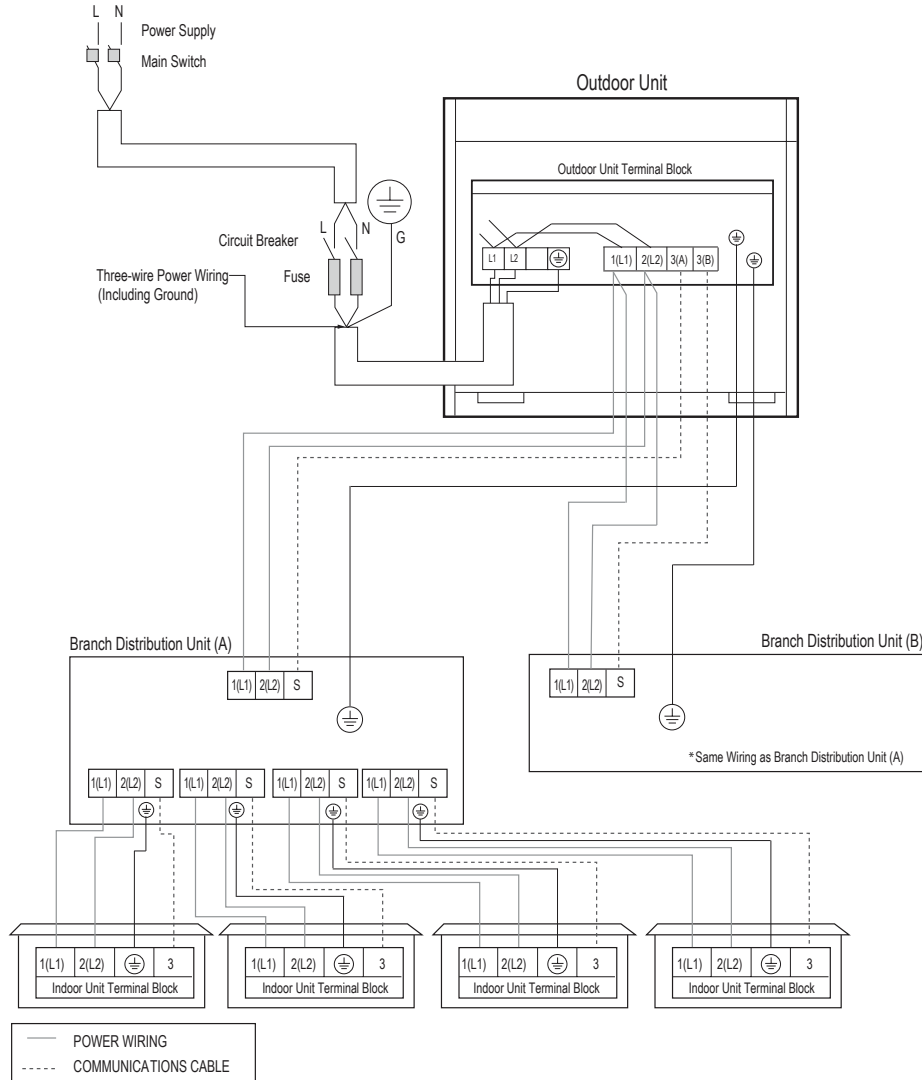 L N
Power Supply
Main Switch
Outdoor Unit
Outdoor Unit Terminal Block
L N
G
Circuit Breaker
Fuse
Three-wire Power Wiring
(Including Ground)
L1 L2
1(L1) 2(L2) 3(A) 3(B)
Branch Distribution Unit (A)
1(L1) 2(L2) S
1(L1) 2(L2) S
1(L1) 2(L2) S
1(L1) 2(L2) S
1(L1) 2(L2) S
Branch Distribution Unit (B)
1(L1) 2(L2) S
*Same Wiring as Branch Distribution Unit (A)
1(L1) 2(L2) 3
Indoor Unit Terminal Block
1(L1) 2(L2) 3
Indoor Unit Terminal Block
1(L1) 2(L2) 3
Indoor Unit Terminal Block
1(L1) 2(L2) 3
Indoor Unit Terminal Block
POWER WIRING
COMMUNICATIONS CABLE